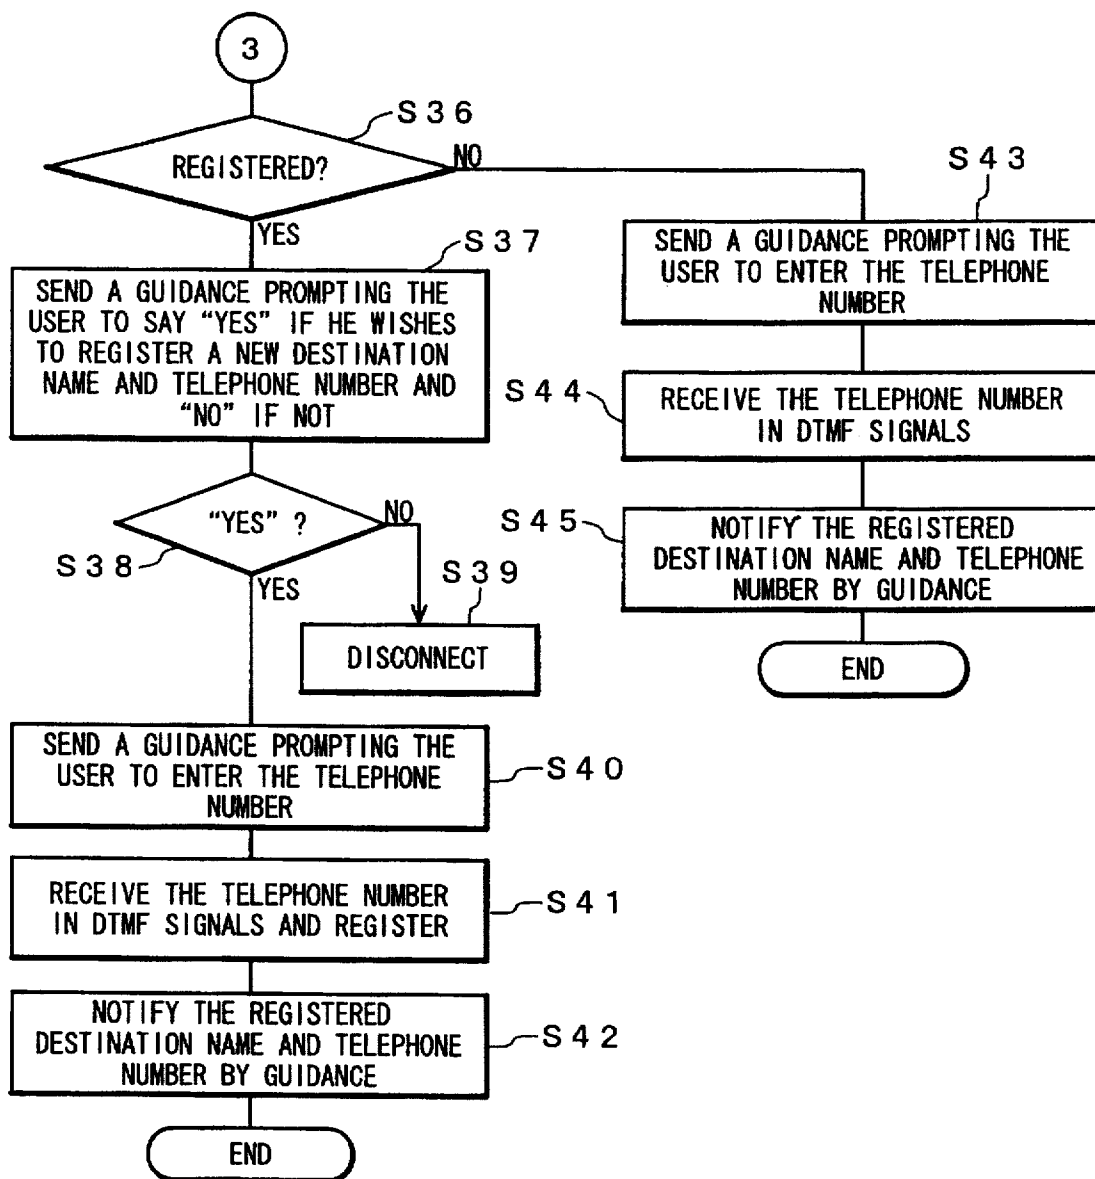 3
S36
REGISTERED?
NO
YES
S37
SEND A GUIDANCE PROMPTING THE
USER TO SAY “YES” IF HE WISHES
TO REGISTER A NEW DESTINATION
NAME AND TELEPHONE NUMBER AND
“NO” IF NOT
“YES” ?
NO
S38
YES
S39
DISCONNECT
SEND A GUIDANCE PROMPTING THE
USER TO ENTER THE TELEPHONE
NUMBER
S40
RECEIVE THE TELEPHONE NUMBER
IN DTMF SIGNALS AND REGISTER
S41
NOTIFY THE REGISTERED
DESTINATION NAME AND TELEPHONE
NUMBER BY GUIDANCE
S42
END
S43
SEND A GUIDANCE PROMPTING THE
USER TO ENTER THE TELEPHONE
NUMBER
S44
RECEIVE THE TELEPHONE NUMBER
IN DTMF SIGNALS
S45
NOTIFY THE REGISTERED
DESTINATION NAME AND TELEPHONE
NUMBER BY GUIDANCE
END